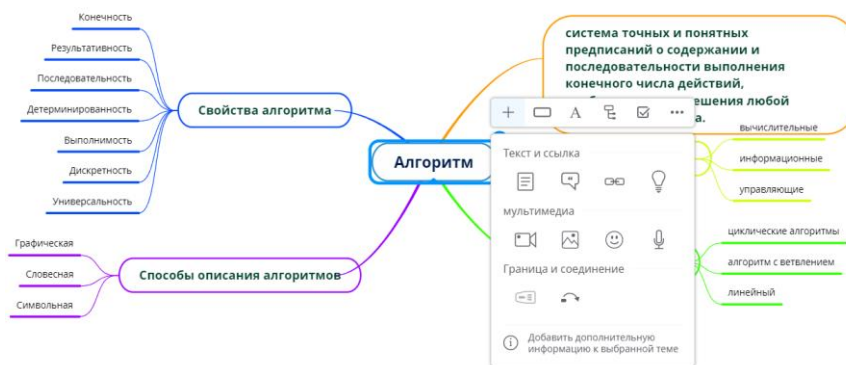 Конечность
Результативность
Последовательность
Детерминированность
Выполнимость
Дискретность
Универсальность
Свойства алгоритма
Графическая
Словесная
Символьная
Способы описания алгоритмов
Алгоритм
система точных и понятных
предписаний о содержании и
последовательности выполнения
конечного числа действий,
любой
A
Текст и ссылка
мультимедиа
Граница и соединение
Добавить дополнительную
информацию к выбранной теме
вычислительные
информационные
управляющие
циклические алгоритмы
алгоритм с ветвлением
линейный